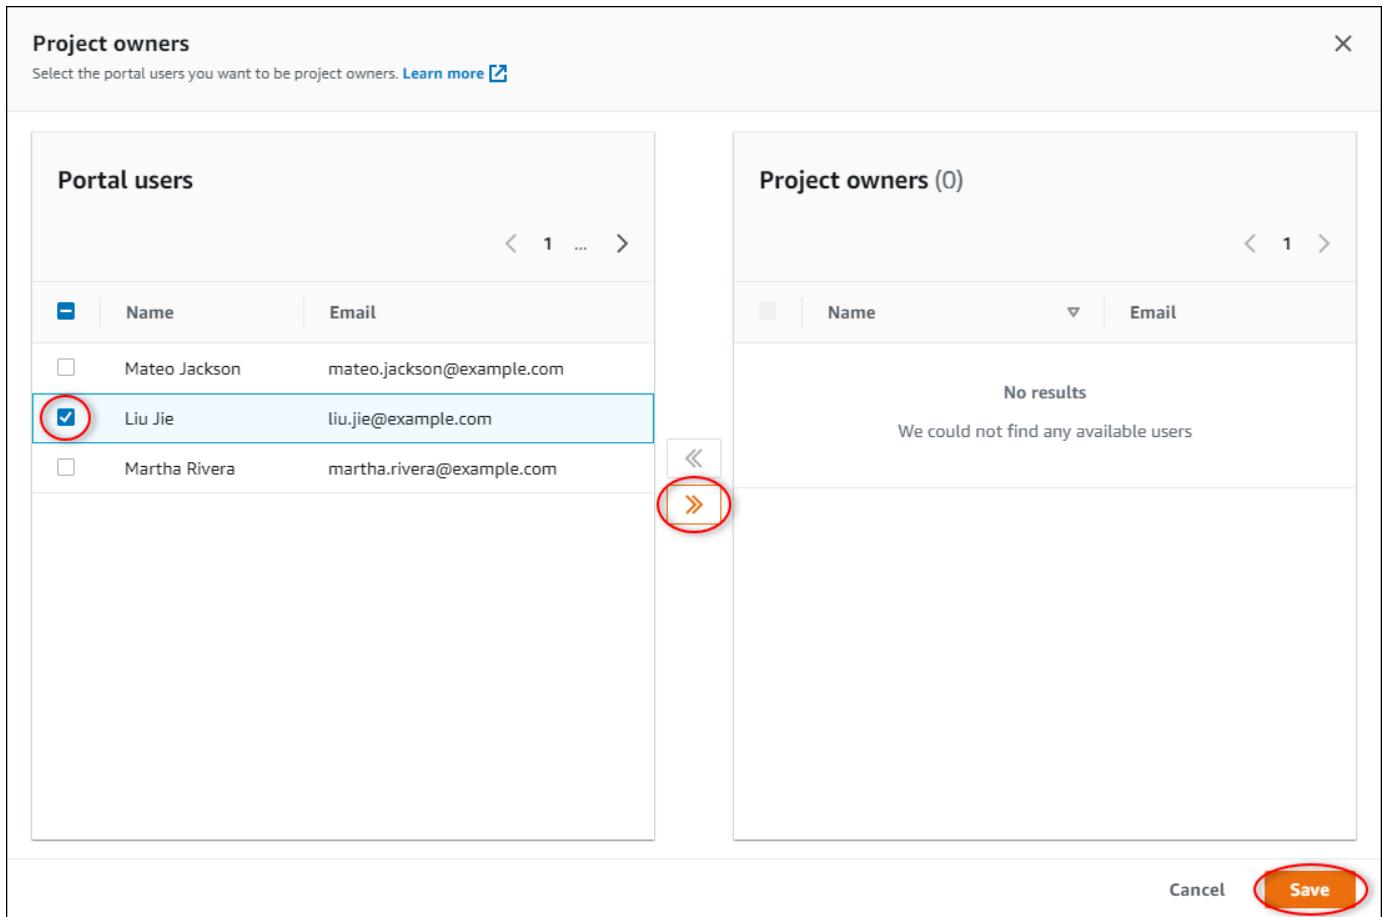 Project owners
Select the portal users you want to be project owners. Learn more
Portal users
1 ...
Name Email
Mateo Jackson mateo.jackson@example.com
Liu Jie liu.jie@example.com
Martha Rivera martha.rivera@example.com
Project owners (0)
1
Name Email
No results
We could not find any available users
Cancel Save